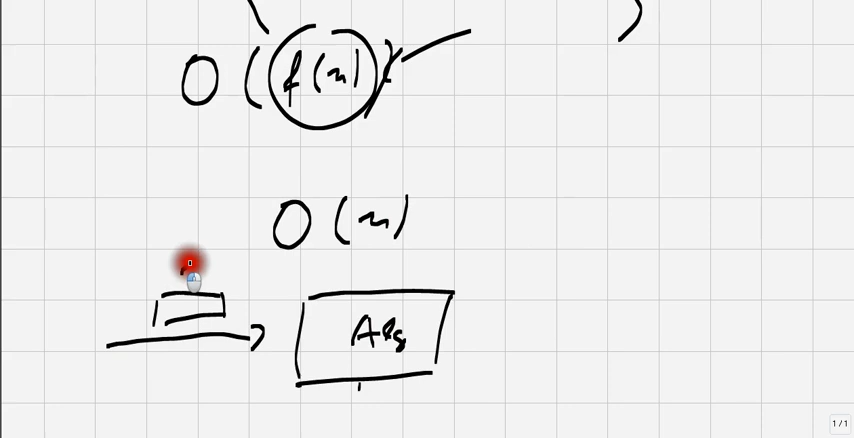 O (f(n))
O (n)
Alg
1 / 1